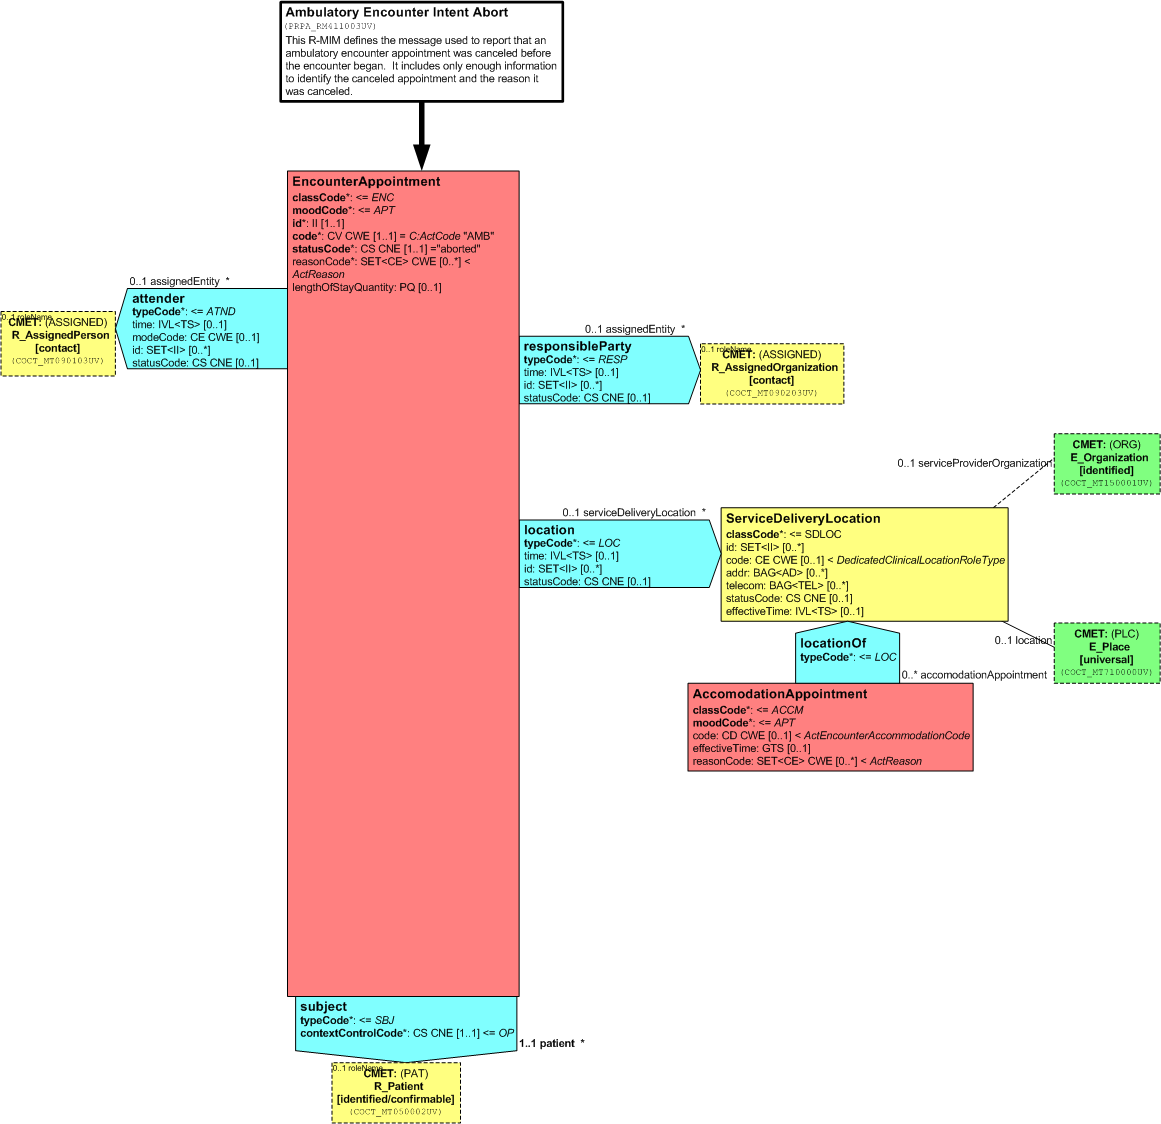 Ambulatory Encounter Intent Abort
(PRPA_RM411003UV)
This R-MIM defines the message used to report that an
ambulatory encounter appointment was canceled before
the encounter began.  It includes only enough information
to identify the canceled appointment and the reason it
was canceled.
EncounterAppointment
classCode*: <= ENC
moodCode*: <= APT
id*: II [1..1]
code*: CV CWE [1..1] = C:ActCode "AMB"
statusCode*: CS CNE [1..1] ="aborted"
reasonCode*: SET<CE> CWE [0..*] <
ActReason
lengthOfStayQuantity: PQ [0..1]
0..1 assignedEntity  *
attender
typeCode*: <= ATND
time: IVL<TS> [0..1]
modeCode: CE CWE [0..1]
id: SET<II> [0..*]
statusCode: CS CNE [0..1]
0..1 roleName
CMET: (ASSIGNED)
R_AssignedPerson
[contact]
(COCT_MT090103UV)
0..1 assignedEntity  *
responsibleParty
typeCode*: <= RESP
time: IVL<TS> [0..1]
id: SET<II> [0..*]
statusCode: CS CNE [0..1]
0..1 roleName
CMET: (ASSIGNED)
R_AssignedOrganization
[contact]
(COCT_MT090203UV)
0..1 serviceDeliveryLocation  *
location
typeCode*: <= LOC
time: IVL<TS> [0..1]
id: SET<II> [0..*]
statusCode: CS CNE [0..1]
ServiceDeliveryLocation
classCode*: <= SDLOC
id: SET<II> [0..*]
code: CE CWE [0..1] < DedicatedClinicalLocationRoleType
addr: BAG<AD> [0..*]
telecom: BAG<TEL> [0..*]
statusCode: CS CNE [0..1]
effectiveTime: IVL<TS> [0..1]
0..1 serviceProviderOrganization
CMET: (ORG)
E_Organization
[identified]
(COCT_MT150001UV)
0..1 location
CMET: (PLC)
E_Place
[universal]
(COCT_MT710000UV)
locationOf
typeCode*: <= LOC
0..* accomodationAppointment
AccomodationAppointment
classCode*: <= ACCM
moodCode*: <= APT
code: CD CWE [0..1] < ActEncounterAccommodationCode
effectiveTime: GTS [0..1]
reasonCode: SET<CE> CWE [0..*] < ActReason
subject
typeCode*: <= SBJ
contextControlCode*: CS CNE [1..1] <= OP
1..1 patient  *
0..1 roleName
CMET: (PAT)
R_Patient
[identified/confirmable]
(COCT_MT050002UV)